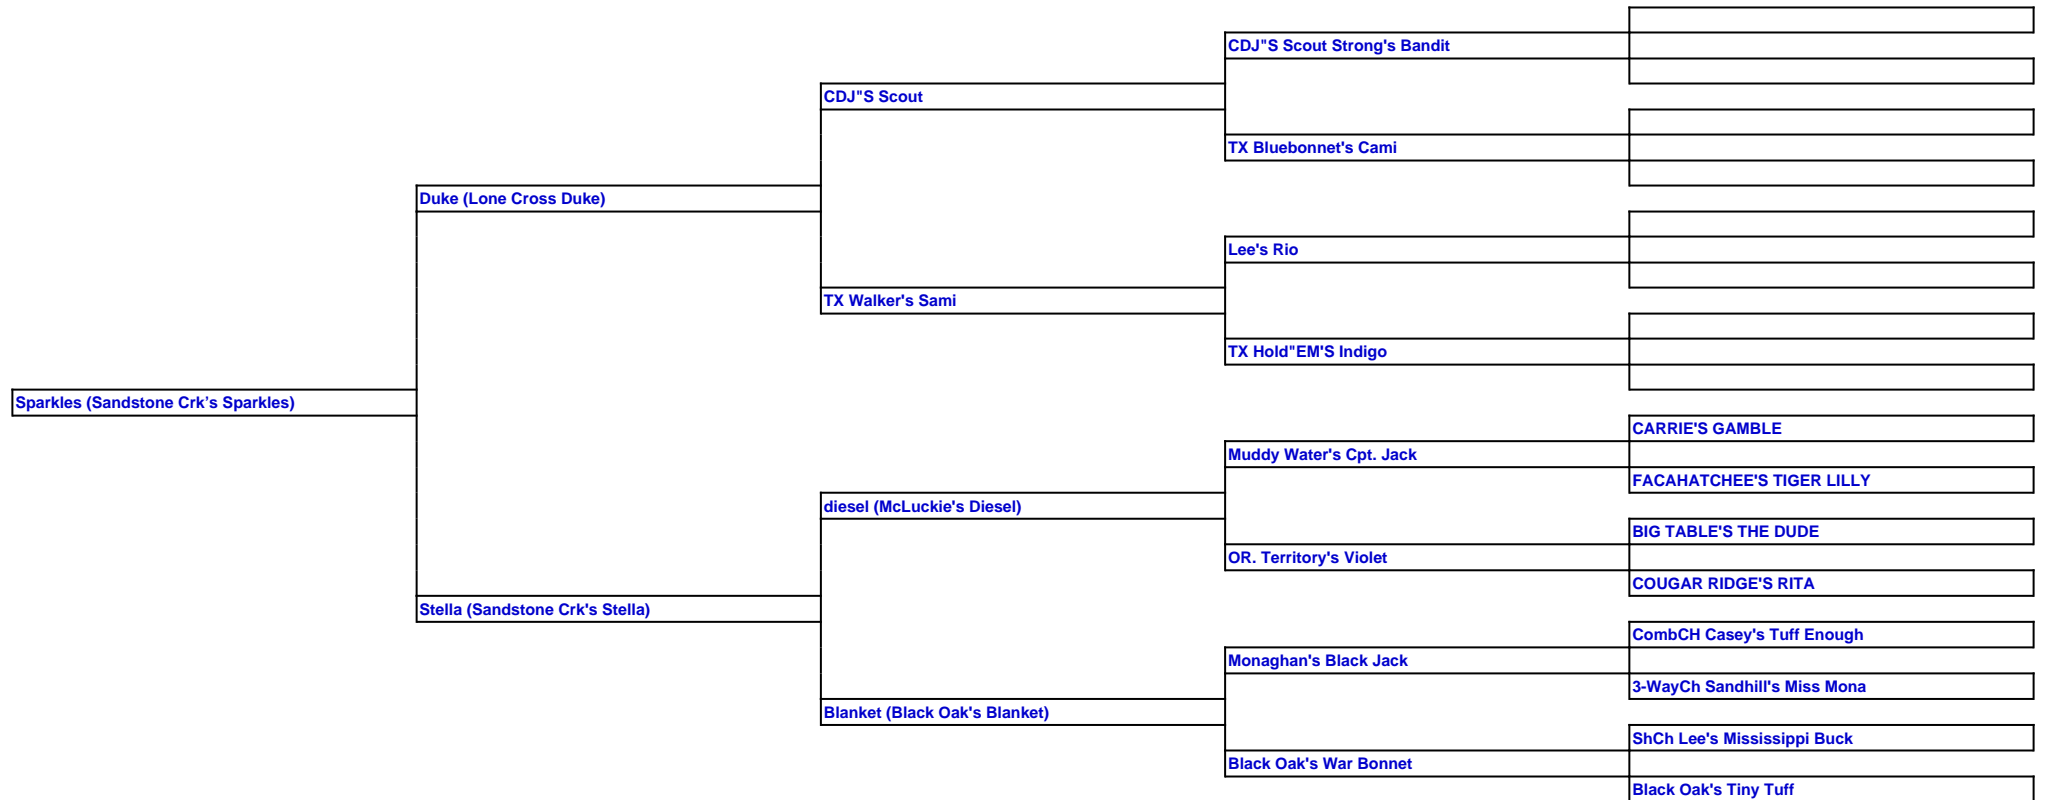 CDJ"S Scout Strong's Bandit
CDJ"S Scout
TX Bluebonnet's Cami
Duke (Lone Cross Duke)
Lee's Rio
TX Walker's Sami
TX Hold"EM'S Indigo
Sparkles (Sandstone Crk's Sparkles)
CARRIE'S GAMBLE
Muddy Water's Cpt. Jack
FACAHATCHEE'S TIGER LILLY
diesel (McLuckie's Diesel)
BIG TABLE'S THE DUDE
OR. Territory's Violet
COUGAR RIDGE'S RITA
Stella (Sandstone Crk's Stella)
CombCH Casey's Tuff Enough
Monaghan's Black Jack
3-WayCh Sandhill's Miss Mona
Blanket (Black Oak's Blanket)
ShCh Lee's Mississippi Buck
Black Oak's War Bonnet
Black Oak's Tiny Tuff